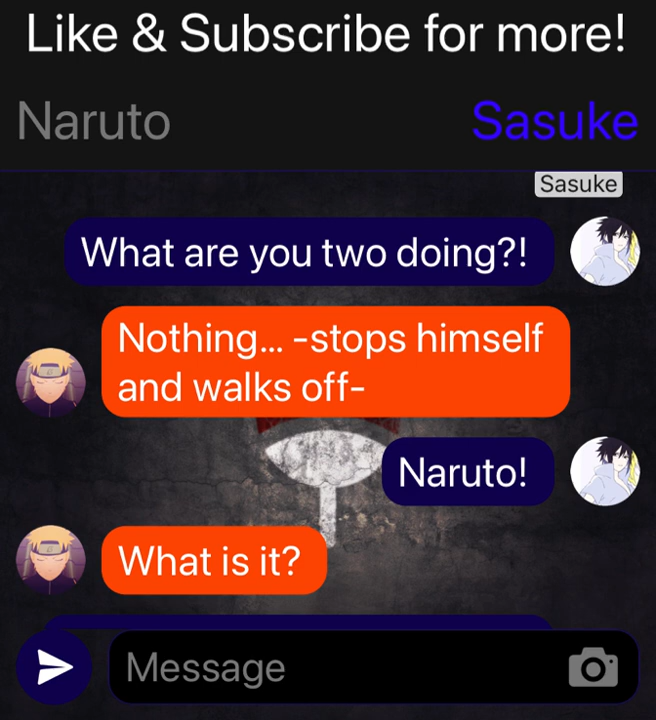 Like & Subscribe for more!
Naruto Sasuke
Sasuke
What are you two doing?!
Nothing... -stops himself
and walks off-
Naruto!
What is it?
Message